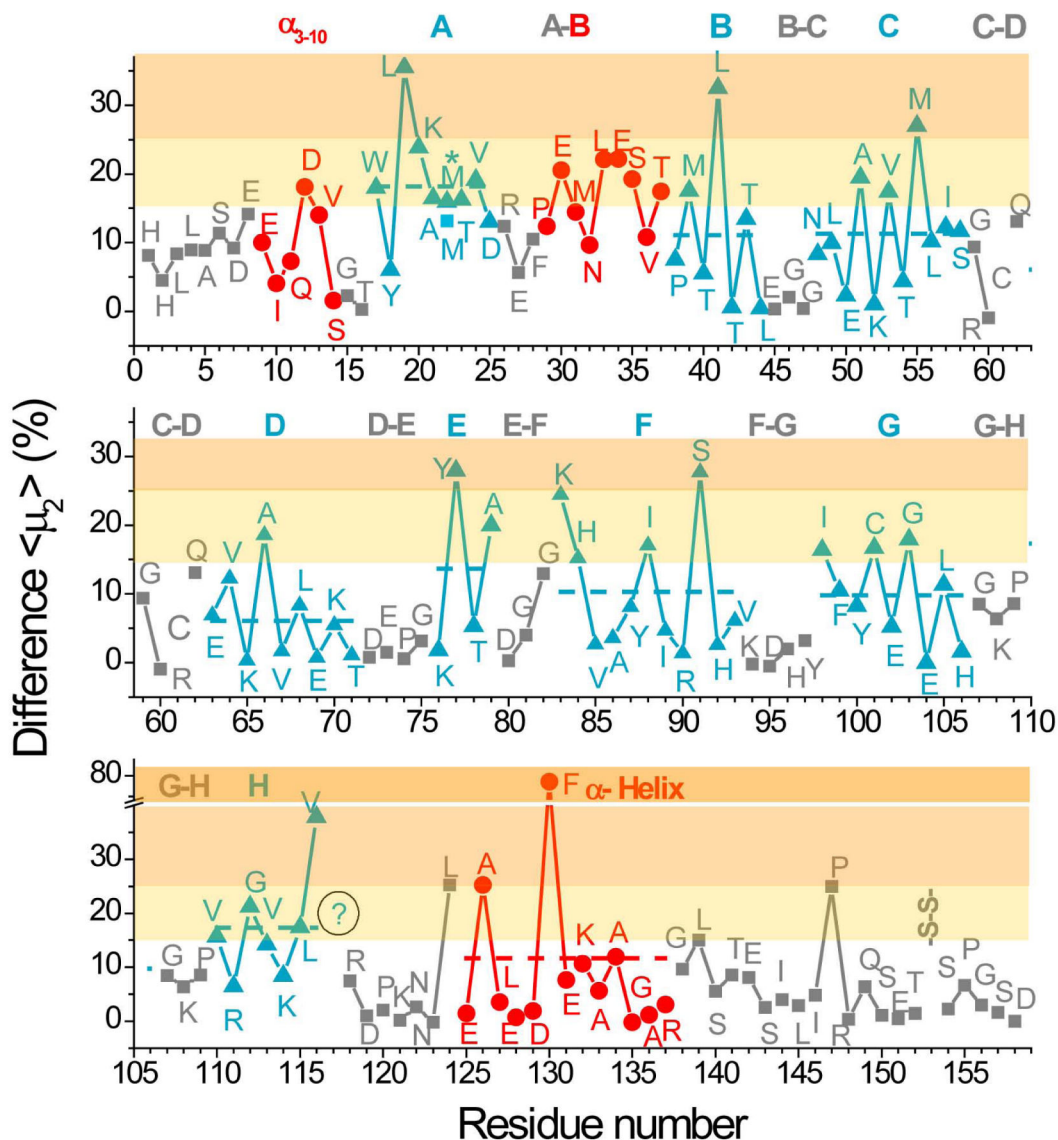 α3-10 A A-B B B-C C C-D
H H L L A S D E E I Q D V S G T W Y L K A M * M T V D R E F P E M N L E S V T P M T L T T L E G G N L E A K V T M L I S G R C Q
30
20
10
0
0 5 10 15 20 25 30 35 40 45 50 55 60
C-D D D-E E E-F F F-G G G-H
G R C Q E V K A V L E K T D E P G K Y T A D G G K H V A Y I I R S H V K D H Y I F Y C E G E L H G K P
30
20
10
0
60 65 70 75 80 85 90 95 100 105 110
G-H H α- Helix
G K P V R G V K L V ? R D P K N N L E A L E D F E K A A G A R G L S T E S I L I P R Q S E T -S-S- S P G S D
80
30
20
10
0
105 110 115 120 125 130 135 140 145 150 155
Difference <μ2> (%)
Residue number